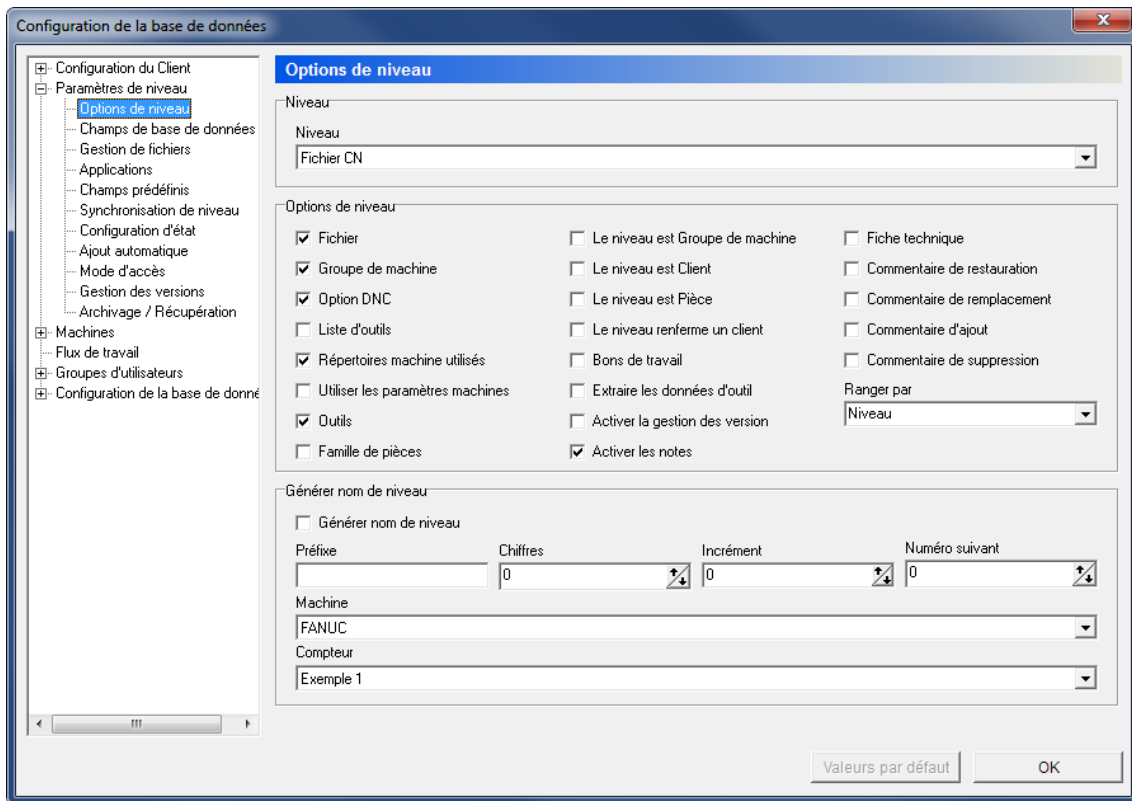 Configuration de la base de données
Configuration du Client
Paramètres de niveau
Options de niveau
Champs de base de données
Gestion de fichiers
Applications
Champs prédéfinis
Synchronisation de niveau
Configuration d'état
Ajout automatique
Mode d'accès
Gestion des versions
Archivage / Récupération
Machines
Flux de travail
Groupes d'utilisateurs
Configuration de la base de donné
Options de niveau
Niveau
Niveau
Fichier CN
Options de niveau
Fichier
Groupe de machine
Option DNC
Liste d'outils
Répertoires machine utilisés
Utiliser les paramètres machines
Outils
Famille de pièces
Le niveau est Groupe de machine
Le niveau est Client
Le niveau est Pièce
Le niveau renferme un client
Bons de travail
Extraire les données d'outil
Activer la gestion des version
Activer les notes
Fiche technique
Commentaire de restauration
Commentaire de remplacement
Commentaire d'ajout
Commentaire de suppression
Ranger par
Niveau
Générer nom de niveau
Générer nom de niveau
Préfixe
Chiffres
0
Incrément
0
Numéro suivant
0
Machine
FANUC
Compteur
Exemple 1
Valeurs par défaut
OK